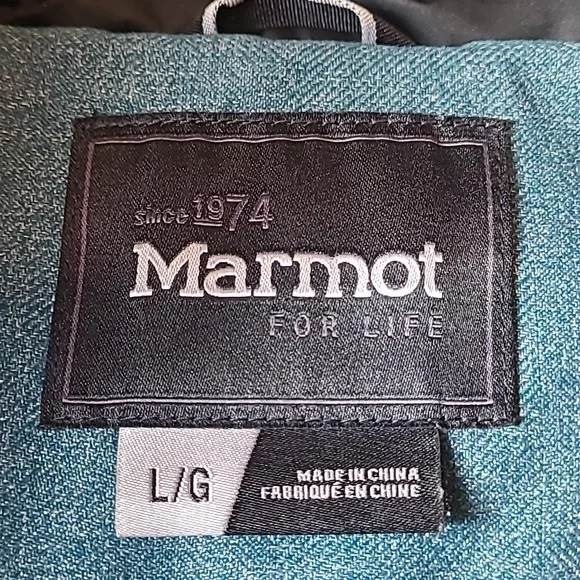 since 1974
Marmot
FOR LIFE
L/G
MADE IN CHINA
FABRIQUÉ EN CHINE